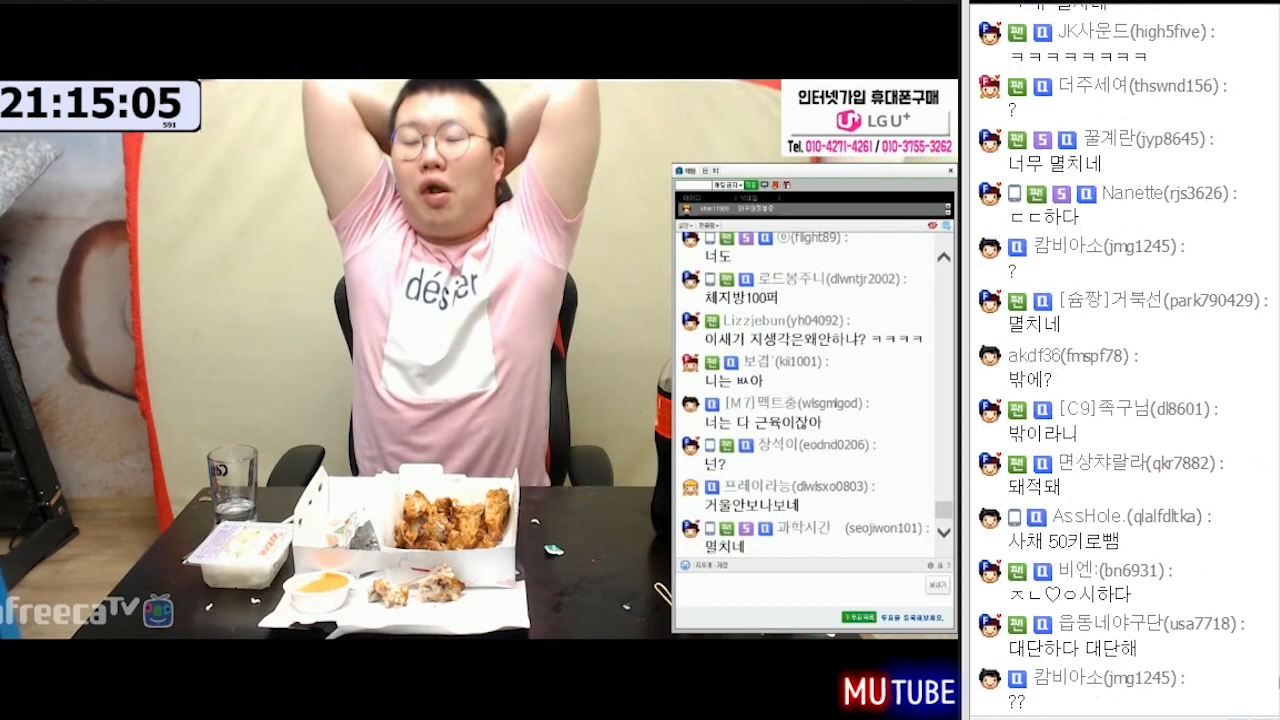 21:15:05
591
인터넷가입 휴대폰구매
LG U+
Tel. 010-4271-4261 / 010-3755-3262
désir
(flight89) :
너도
로드봉주니(dlwntjr2002) :
체지방100퍼
Lizzjebun(yh04092) :
이새기 지생각은왜안하냐? ㅋㅋㅋㅋ
보겸`(kii1001) :
니는 ㅄ아
[M7]멕트충(wlsgmlgod) :
너는 다 근육이잖아
장석이(eodnd0206) :
넌?
프레이라능(dlwlsxo0803) :
거울안보나보네
과학시간 (seojiwon101) :
멸치네
afreecaTV
MUTUBE
JK사운드(high5five) :
ㅋㅋㅋㅋㅋㅋㅋㅋ
더주세여(thswnd156) :
?
꿀계란(jyp8645) :
너무 멸치네
Nanette(rjs3626) :
ㄷㄷ하다
캄비아소(jmg1245) :
?
[슘짱]거북선(park790429) :
멸치네
akdf36(fmspf78) :
밖에?
[C9]족구님(dl8601) :
밖이라니
면상차랄라(qkr7882) :
돼적돼
AssHole.(qlalfdltka) :
사채 50키로뺌
비엔:(bn6931) :
ㅈㄴ♡ㅇ시하다
읍동네야구단(usa7718) :
대단하다 대단해
캄비아소(jmg1245) :
??